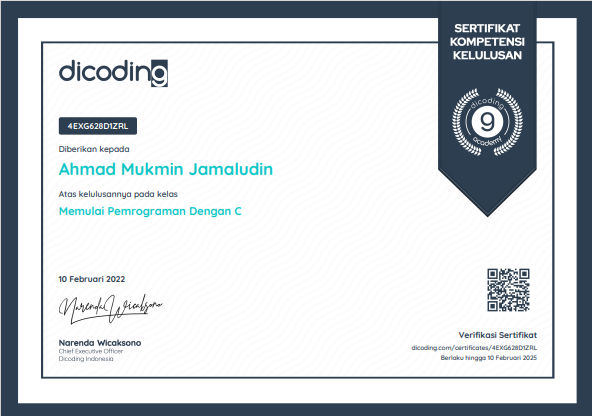 SERTIFIKAT
KOMPETENSI
KELULUSAN
dicoding
dicoding
9
academy
4EXG628D1ZRL
Diberikan kepada
Ahmad Mukmin Jamaludin
Atas kelulusannya pada kelas
Memulai Pemrograman Dengan C
10 Februari 2022
Narenda Wicaksono
Narenda Wicaksono
Chief Executive Officer
Dicoding Indonesia
Verifikasi Sertifikat
dicoding.com/certificates/4EXG628D1ZRL
Berlaku hingga 10 Februari 2025